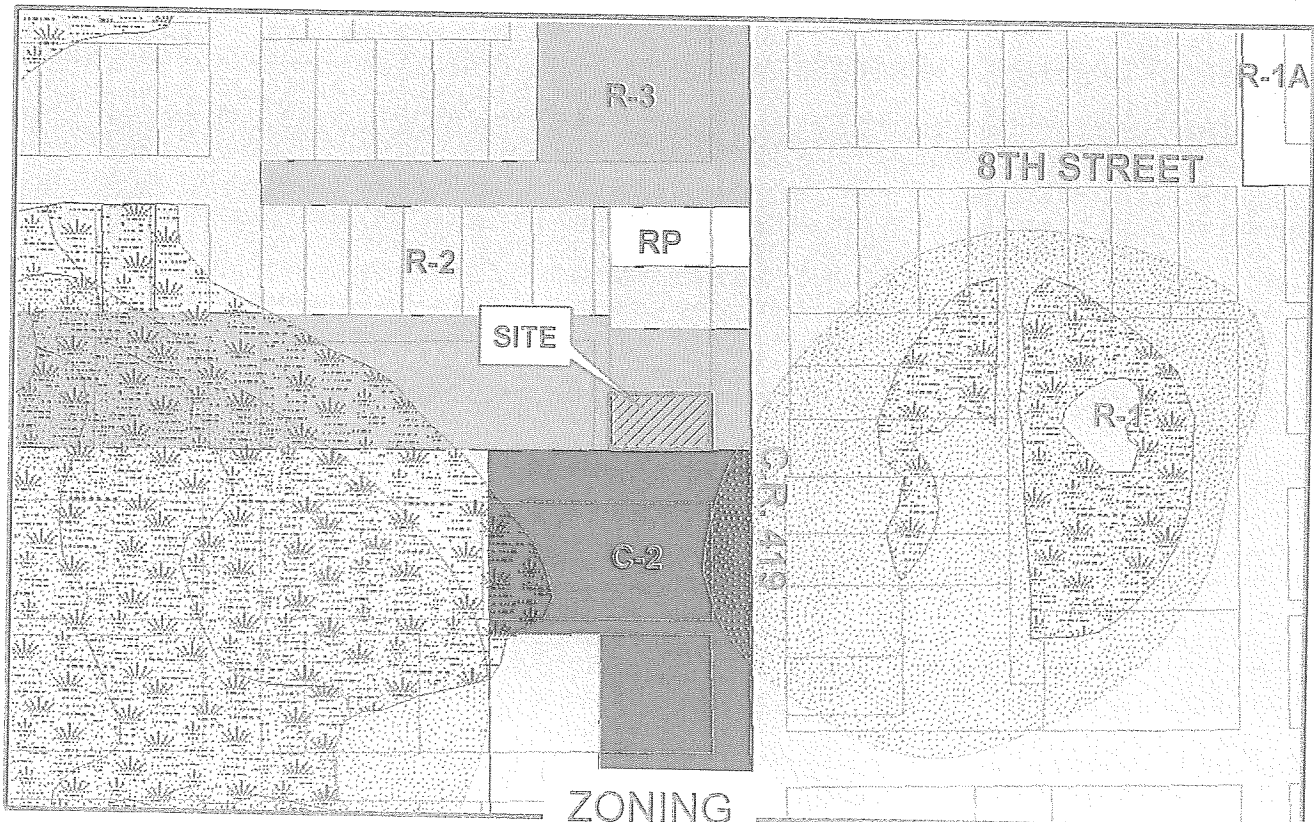 R-3
R-1A
8TH STREET
RP
R-2
SITE
R-1
C.R. 419
C-2
ZONING